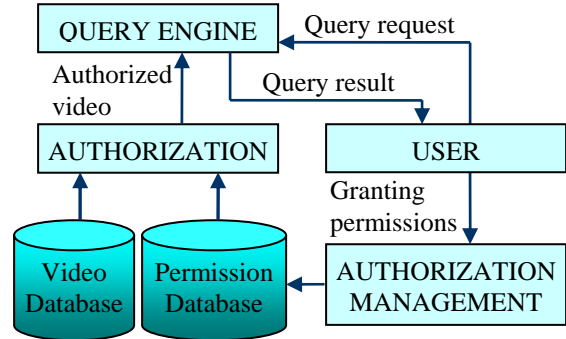 QUERY ENGINE
Query request
Authorized
video
Query result
AUTHORIZATION
USER
Granting
permissions
Video
Database
Permission
Database
AUTHORIZATION
MANAGEMENT